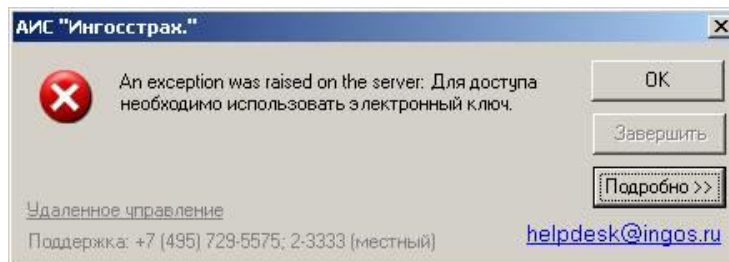 АИС "Ингосстрах."
An exception was raised on the server: Для доступа
необходимо использовать электронный ключ.
OK
Завершить
Подробно >>
Удаленное управление
Поддержка: +7 (495) 729-5575; 2-3333 (местный)
helpdesk@ingos.ru